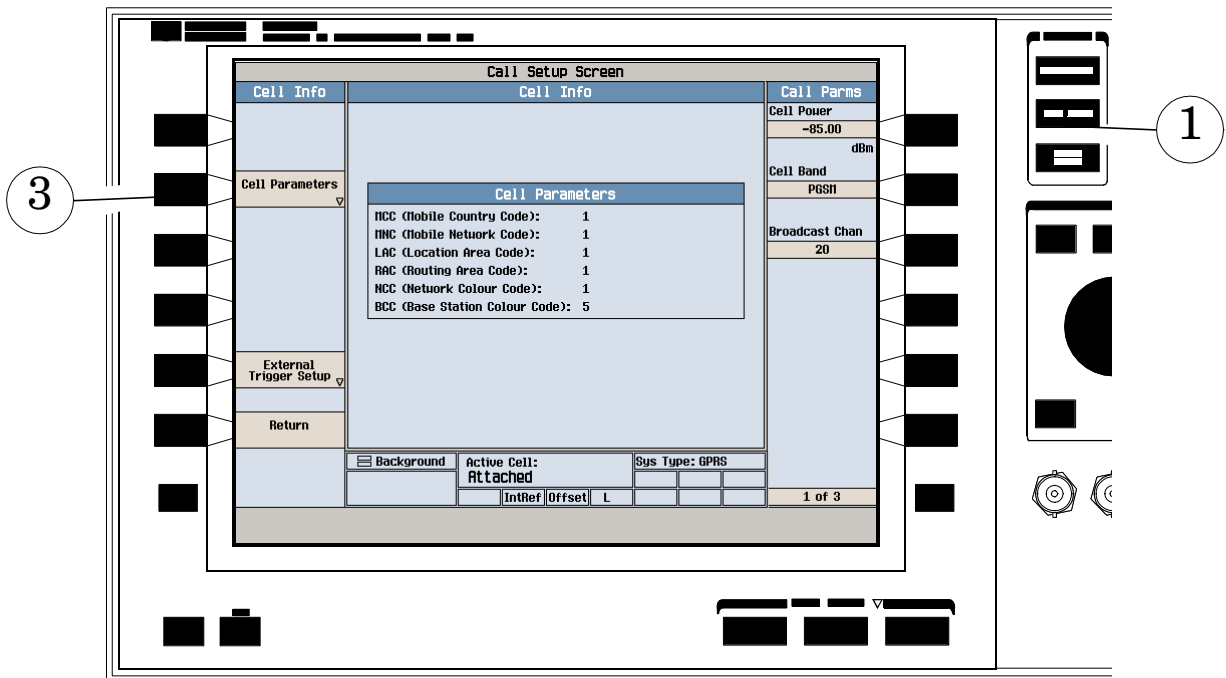 Call Setup Screen
Cell Info
Cell Info
Call Parms
Cell Power
-85.00
dBm
Cell Band
PGSM
Broadcast Chan
20
Cell Parameters
Cell Parameters
MCC (Mobile Country Code): 1
MNC (Mobile Network Code): 1
LAC (Location Area Code): 1
RAC (Routing Area Code): 1
NCC (Network Colour Code): 1
BCC (Base Station Colour Code): 5
External
Trigger Setup
Return
Background
Active Cell:
Attached
Sys Type: GPRS
IntRef Offset L
1 of 3
1
3